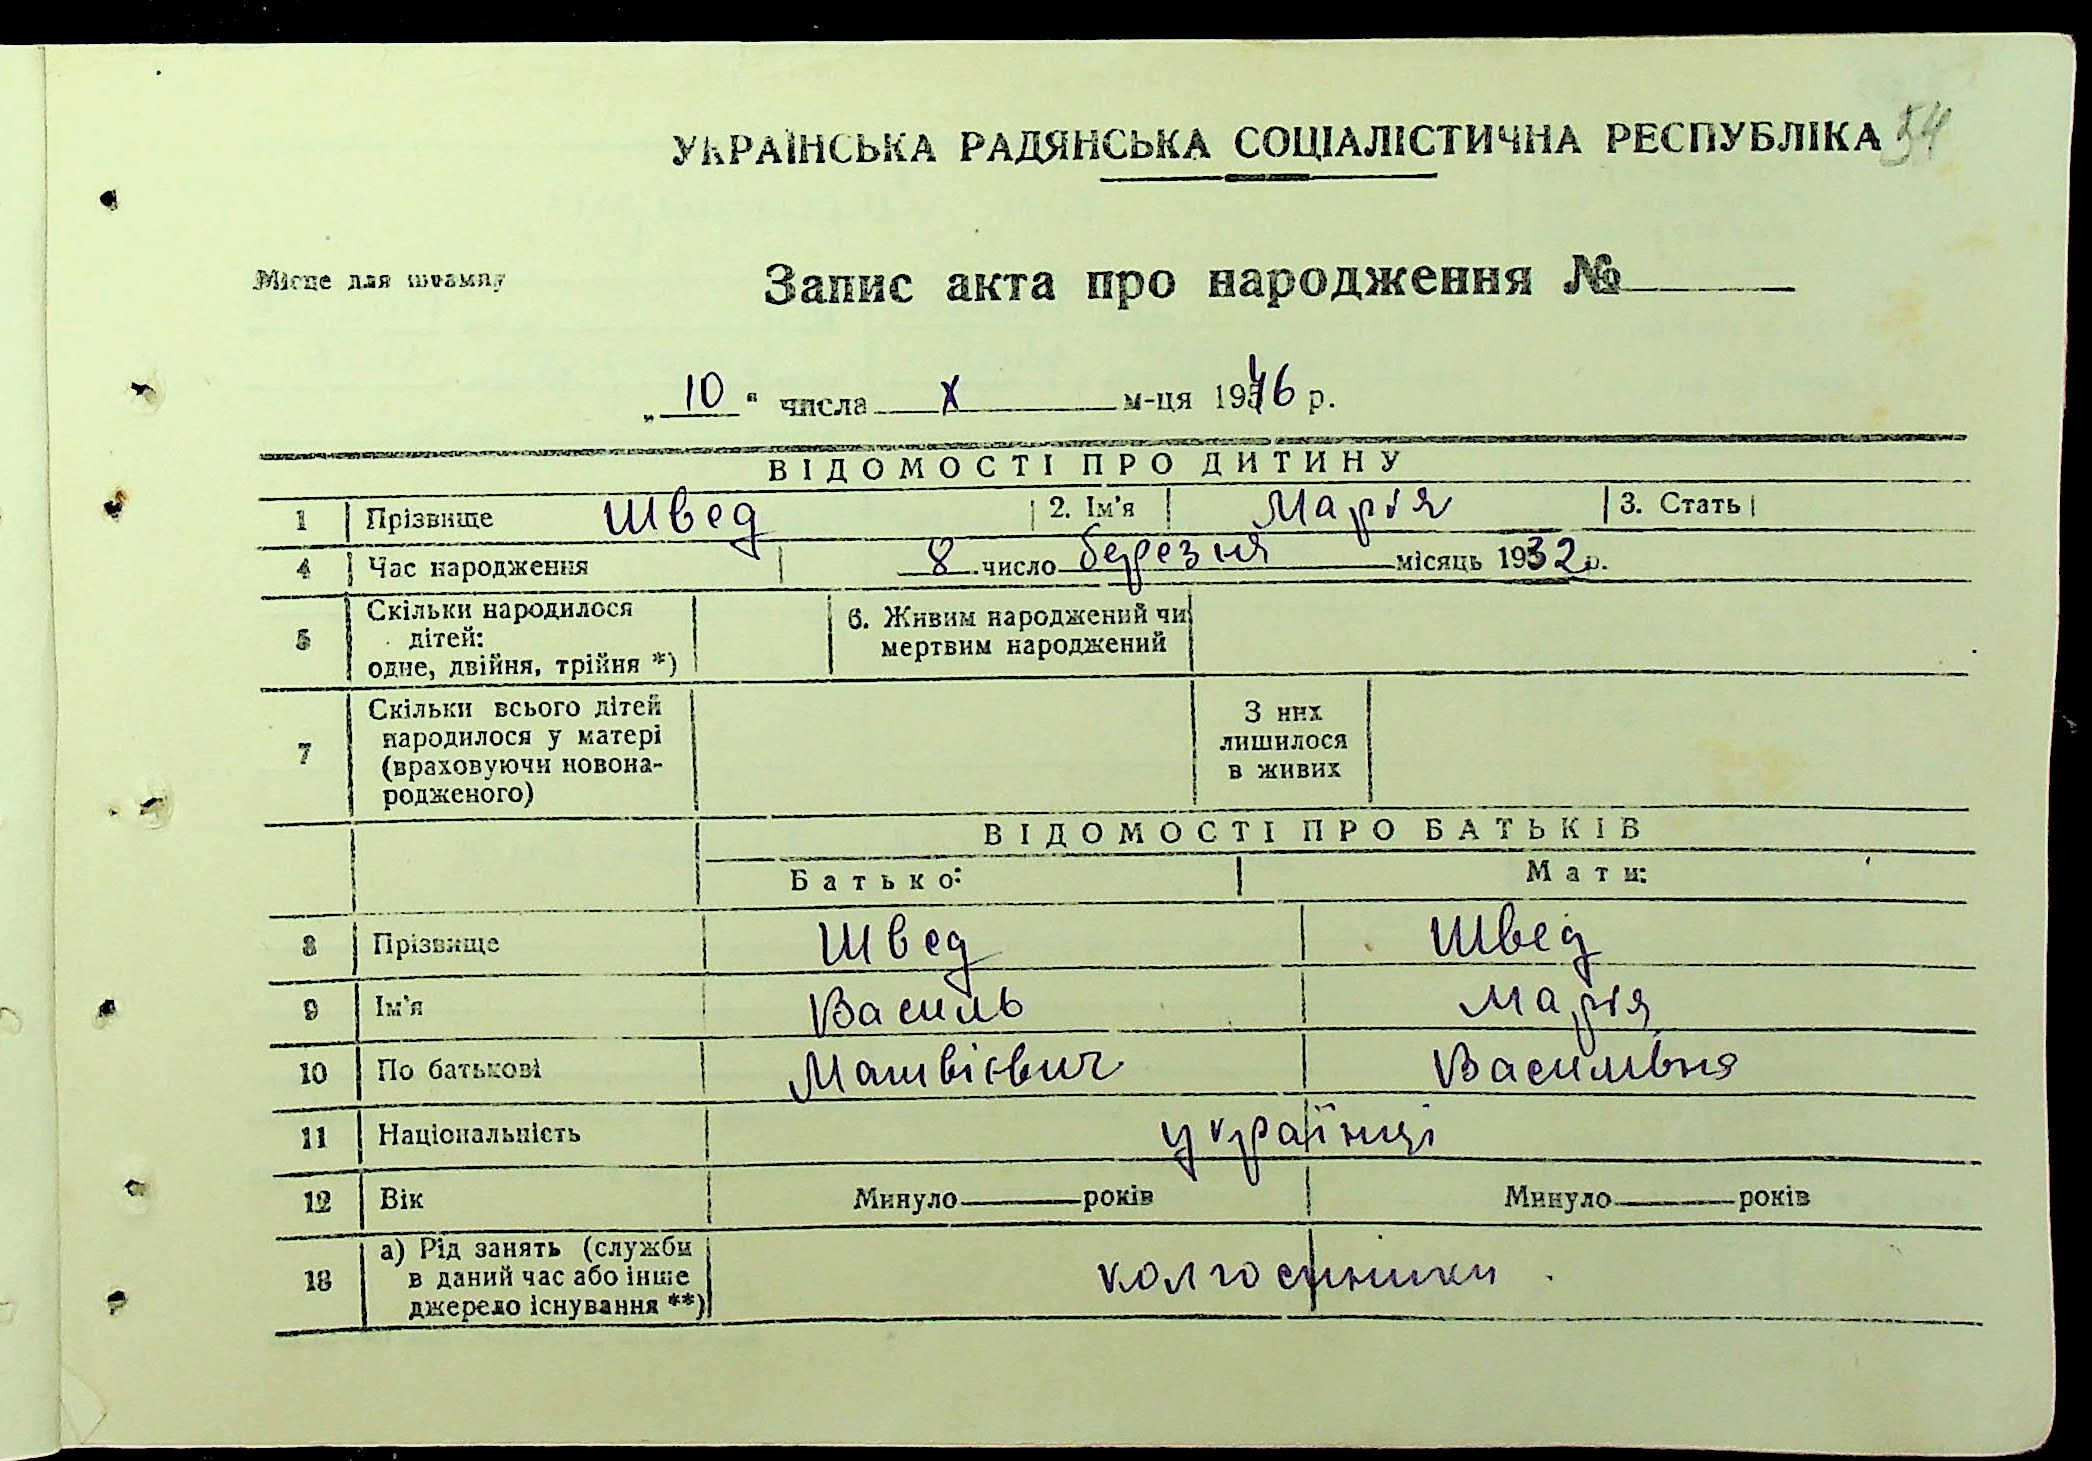 УКРАЇНСЬКА РАДЯНСЬКА СОЦІАЛІСТИЧНА РЕСПУБЛІКА 54
Місце для штампу
Запис акта про народження №
„10“ числа X м-ця 1946 р.
ВІДОМОСТІ ПРО ДИТИНУ
1 Прізвище Швед 2. Ім'я Марія 3. Стать
4 Час народження 8 число березня місяць 1932 р.
5 Скільки народилося дітей: одне, двійня, трійня *) 6. Живим народжений чи мертвим народжений
7 Скільки всього дітей народилося у матері (враховуючи новонародженого) З них лишилося в живих
ВІДОМОСТІ ПРО БАТЬКІВ
Батько: Мати:
8 Прізвище Швед Швед
9 Ім'я Василь Марія
10 По батькові Матвієвич Василівна
11 Національність українці
12 Вік Минуло років Минуло років
13 а) Рід занять (служби в даний час або інше джерело існування **) колгоспники